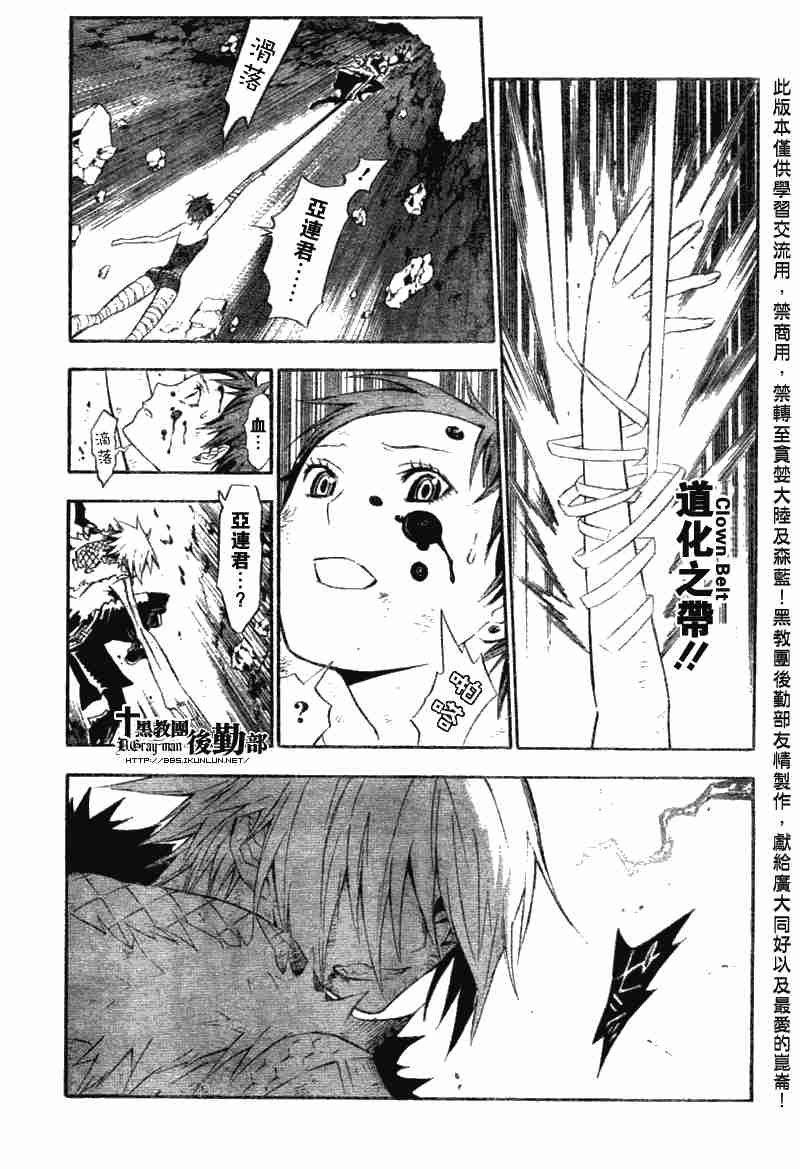 Clown Belt
道化之帶!!
滑落
!
亞連君……
啪嗒
?
血…
滴落
亞連君…?
黑教團
D.Gray-man
後勤部
HTTP://BBS.IKUNLUN.NET/
此版本僅供學習交流用，禁商用，禁轉至貪婪大陸及森藍！黑教團後勤部友情製作，獻給廣大同好以及最愛的崑崙！